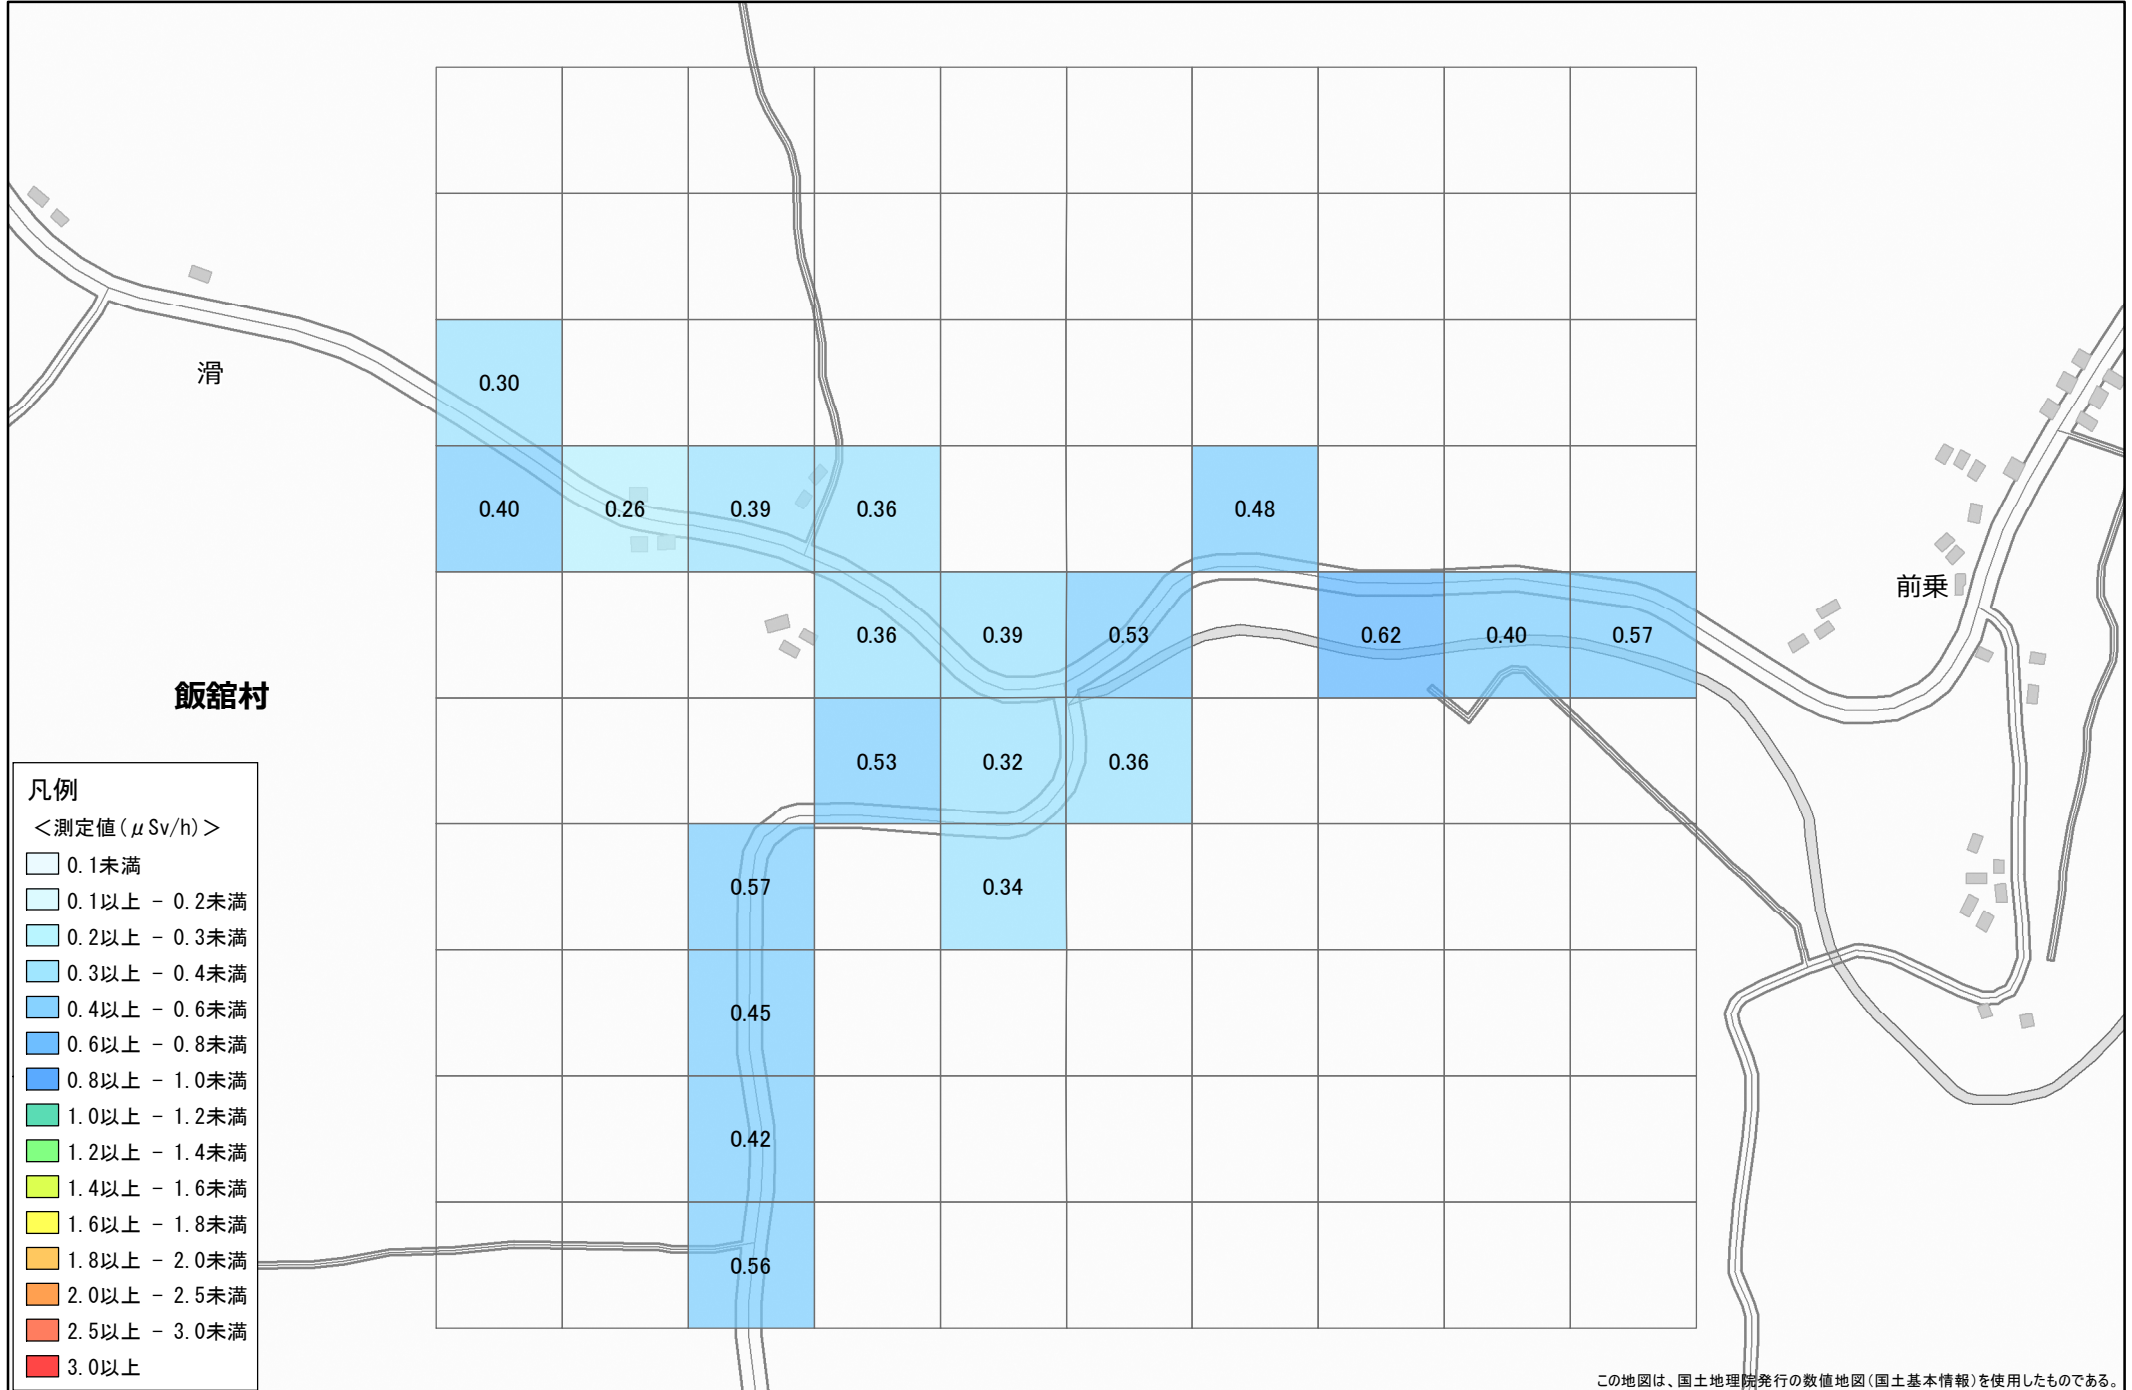 0.30
滑
0.40 0.26 0.39 0.36 0.48
前乗
0.36 0.39 0.53 0.62 0.40 0.57
飯舘村
0.53 0.32 0.36
0.57 0.34
0.45
0.42
0.56
凡例
＜測定値(μSv/h)＞
0.1未満
0.1以上 － 0.2未満
0.2以上 － 0.3未満
0.3以上 － 0.4未満
0.4以上 － 0.6未満
0.6以上 － 0.8未満
0.8以上 － 1.0未満
1.0以上 － 1.2未満
1.2以上 － 1.4未満
1.4以上 － 1.6未満
1.6以上 － 1.8未満
1.8以上 － 2.0未満
2.0以上 － 2.5未満
2.5以上 － 3.0未満
3.0以上
この地図は、国土地理院発行の数値地図(国土基本情報)を使用したものである。